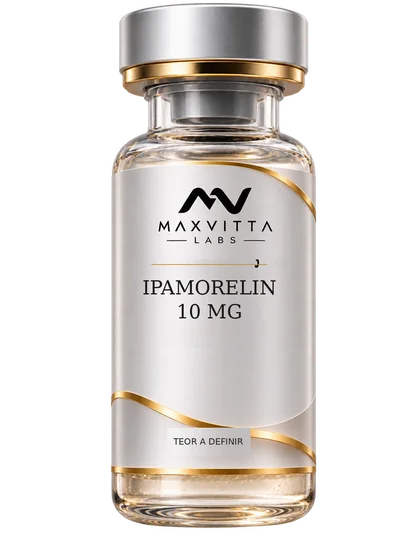 MAXVITTA
LABS
IPAMORELIN
10 MG
TEOR A DEFINIR